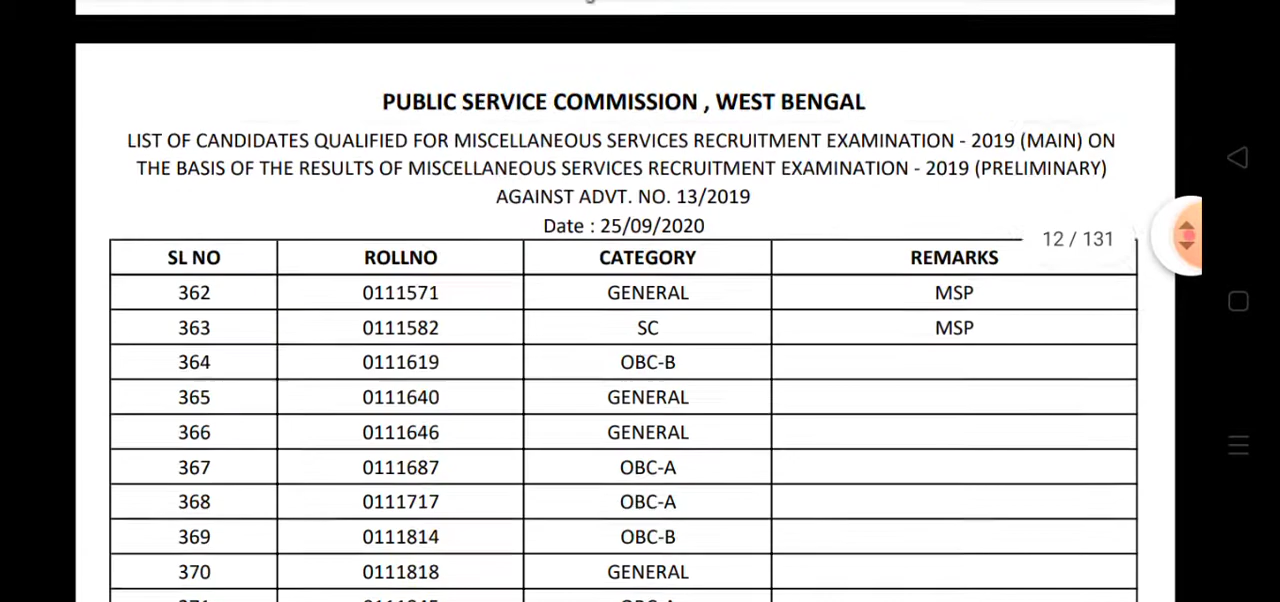 PUBLIC SERVICE COMMISSION , WEST BENGAL
LIST OF CANDIDATES QUALIFIED FOR MISCELLANEOUS SERVICES RECRUITMENT EXAMINATION - 2019 (MAIN) ON
THE BASIS OF THE RESULTS OF MISCELLANEOUS SERVICES RECRUITMENT EXAMINATION - 2019 (PRELIMINARY)
AGAINST ADVT. NO. 13/2019
Date : 25/09/2020
12 / 131
SL NO ROLLNO CATEGORY REMARKS
362 0111571 GENERAL MSP
363 0111582 SC MSP
364 0111619 OBC-B
365 0111640 GENERAL
366 0111646 GENERAL
367 0111687 OBC-A
368 0111717 OBC-A
369 0111814 OBC-B
370 0111818 GENERAL